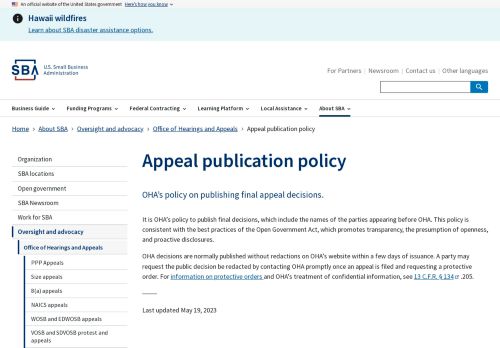 An official website of the United States government Here's how you know
Hawaii wildfires
Learn about SBA disaster assistance options.
SBA U.S. Small Business
Administration
For Partners Newsroom Contact us Other languages
Business Guide Funding Programs Federal Contracting Learning Platform Local Assistance About SBA
Home About SBA Oversight and advocacy Office of Hearings and Appeals Appeal publication policy
Organization
SBA locations
Open government
SBA Newsroom
Work for SBA
Oversight and advocacy
Office of Hearings and Appeals
PPP Appeals
Size appeals
8(a) appeals
NAICS appeals
WOSB and EDWOSB appeals
VOSB and SDVOSB protest and
appeals
Appeal publication policy
OHA's policy on publishing final appeal decisions.
It is OHA's policy to publish final decisions, which include the names of the parties appearing before OHA. This policy is
consistent with the best practices of the Open Government Act, which promotes transparency, the presumption of openness,
and proactive disclosures.
OHA decisions are normally published without redactions on OHA's website within a few days of issuance. A party may
request the public decision be redacted by contacting OHA promptly once an appeal is filed and requesting a protective
order. For information on protective orders and OHA's treatment of confidential information, see 13 C.F.R. § 134 .205.
Last updated May 19, 2023